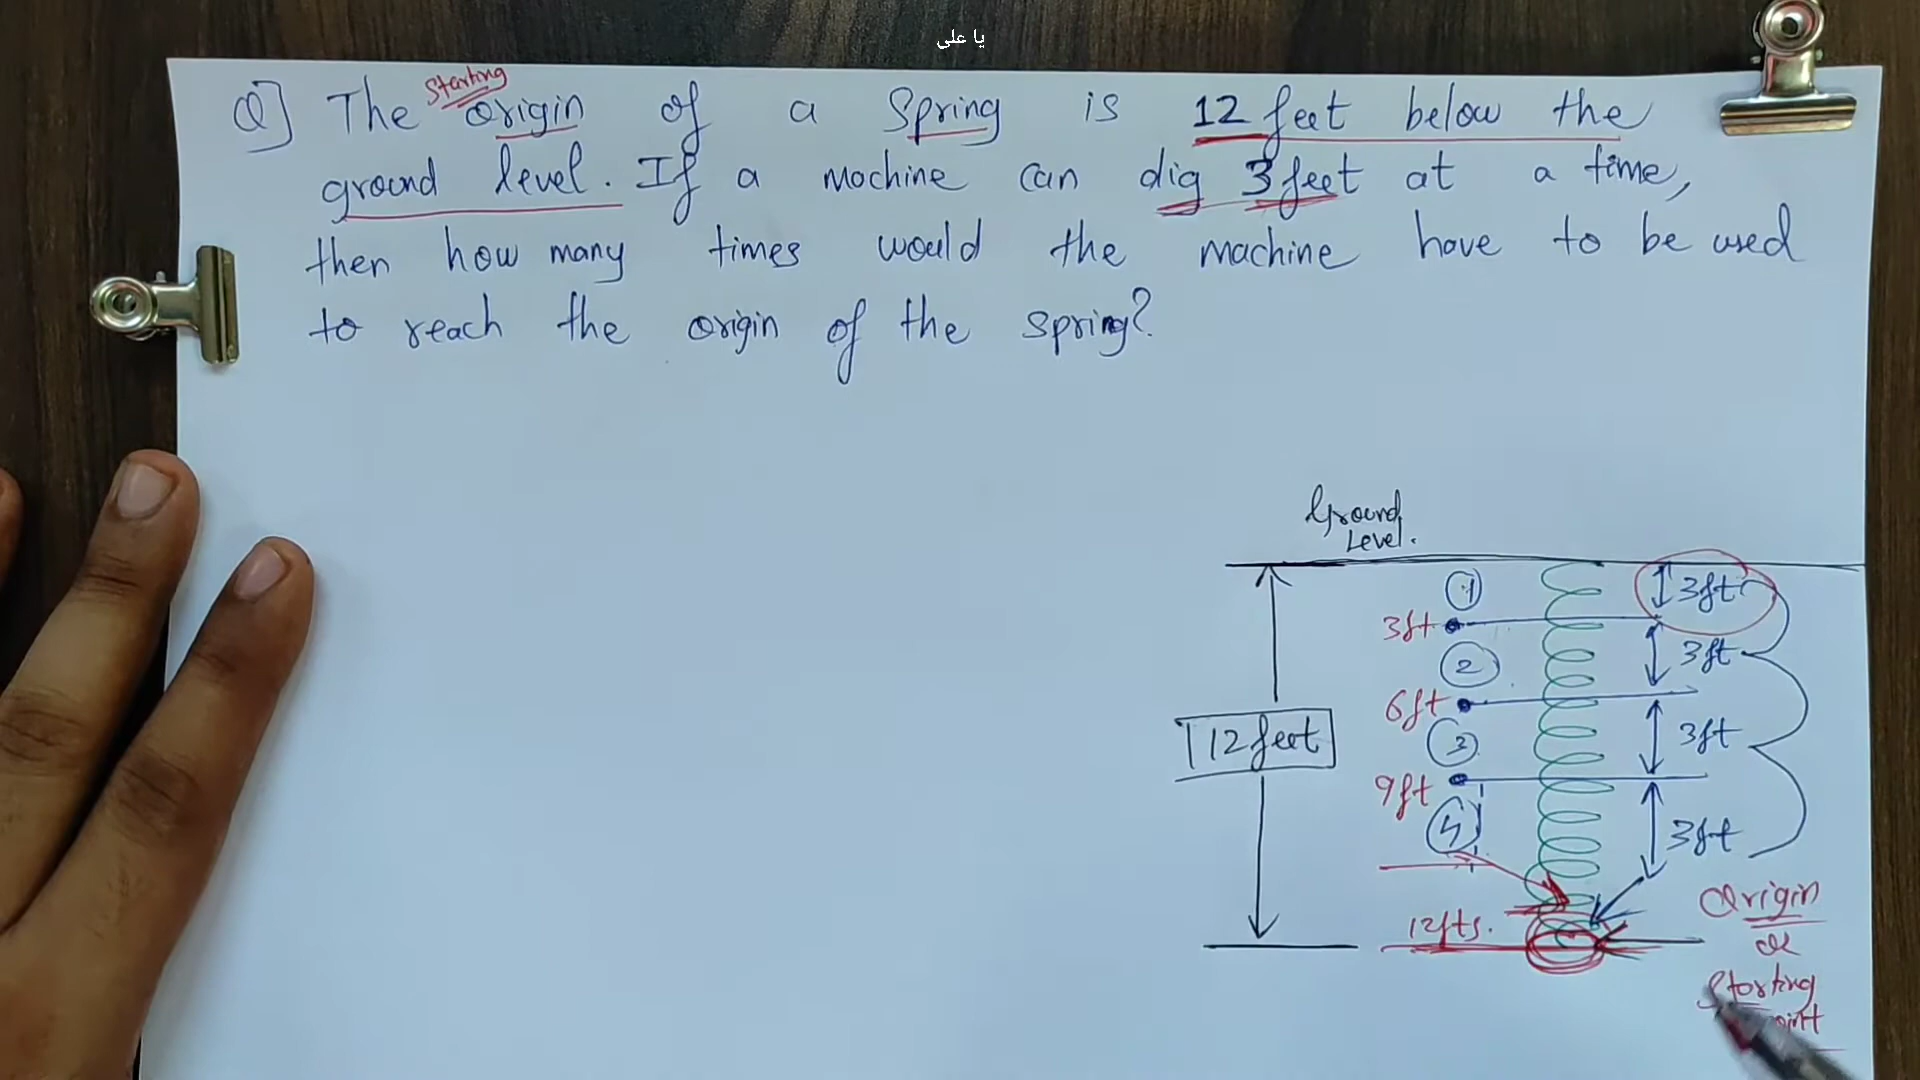 يا على
Q] The origin of a Spring is 12 feet below the
Starting
ground level. If a machine can dig 3 feet at a time,
then how many times would the machine have to be used
to reach the origin of the spring?
Ground
Level.
1
3ft
3ft
2
3ft
6ft
3
3ft
12 feet
9ft
4
3ft
Origin
12fts.
or
Starting